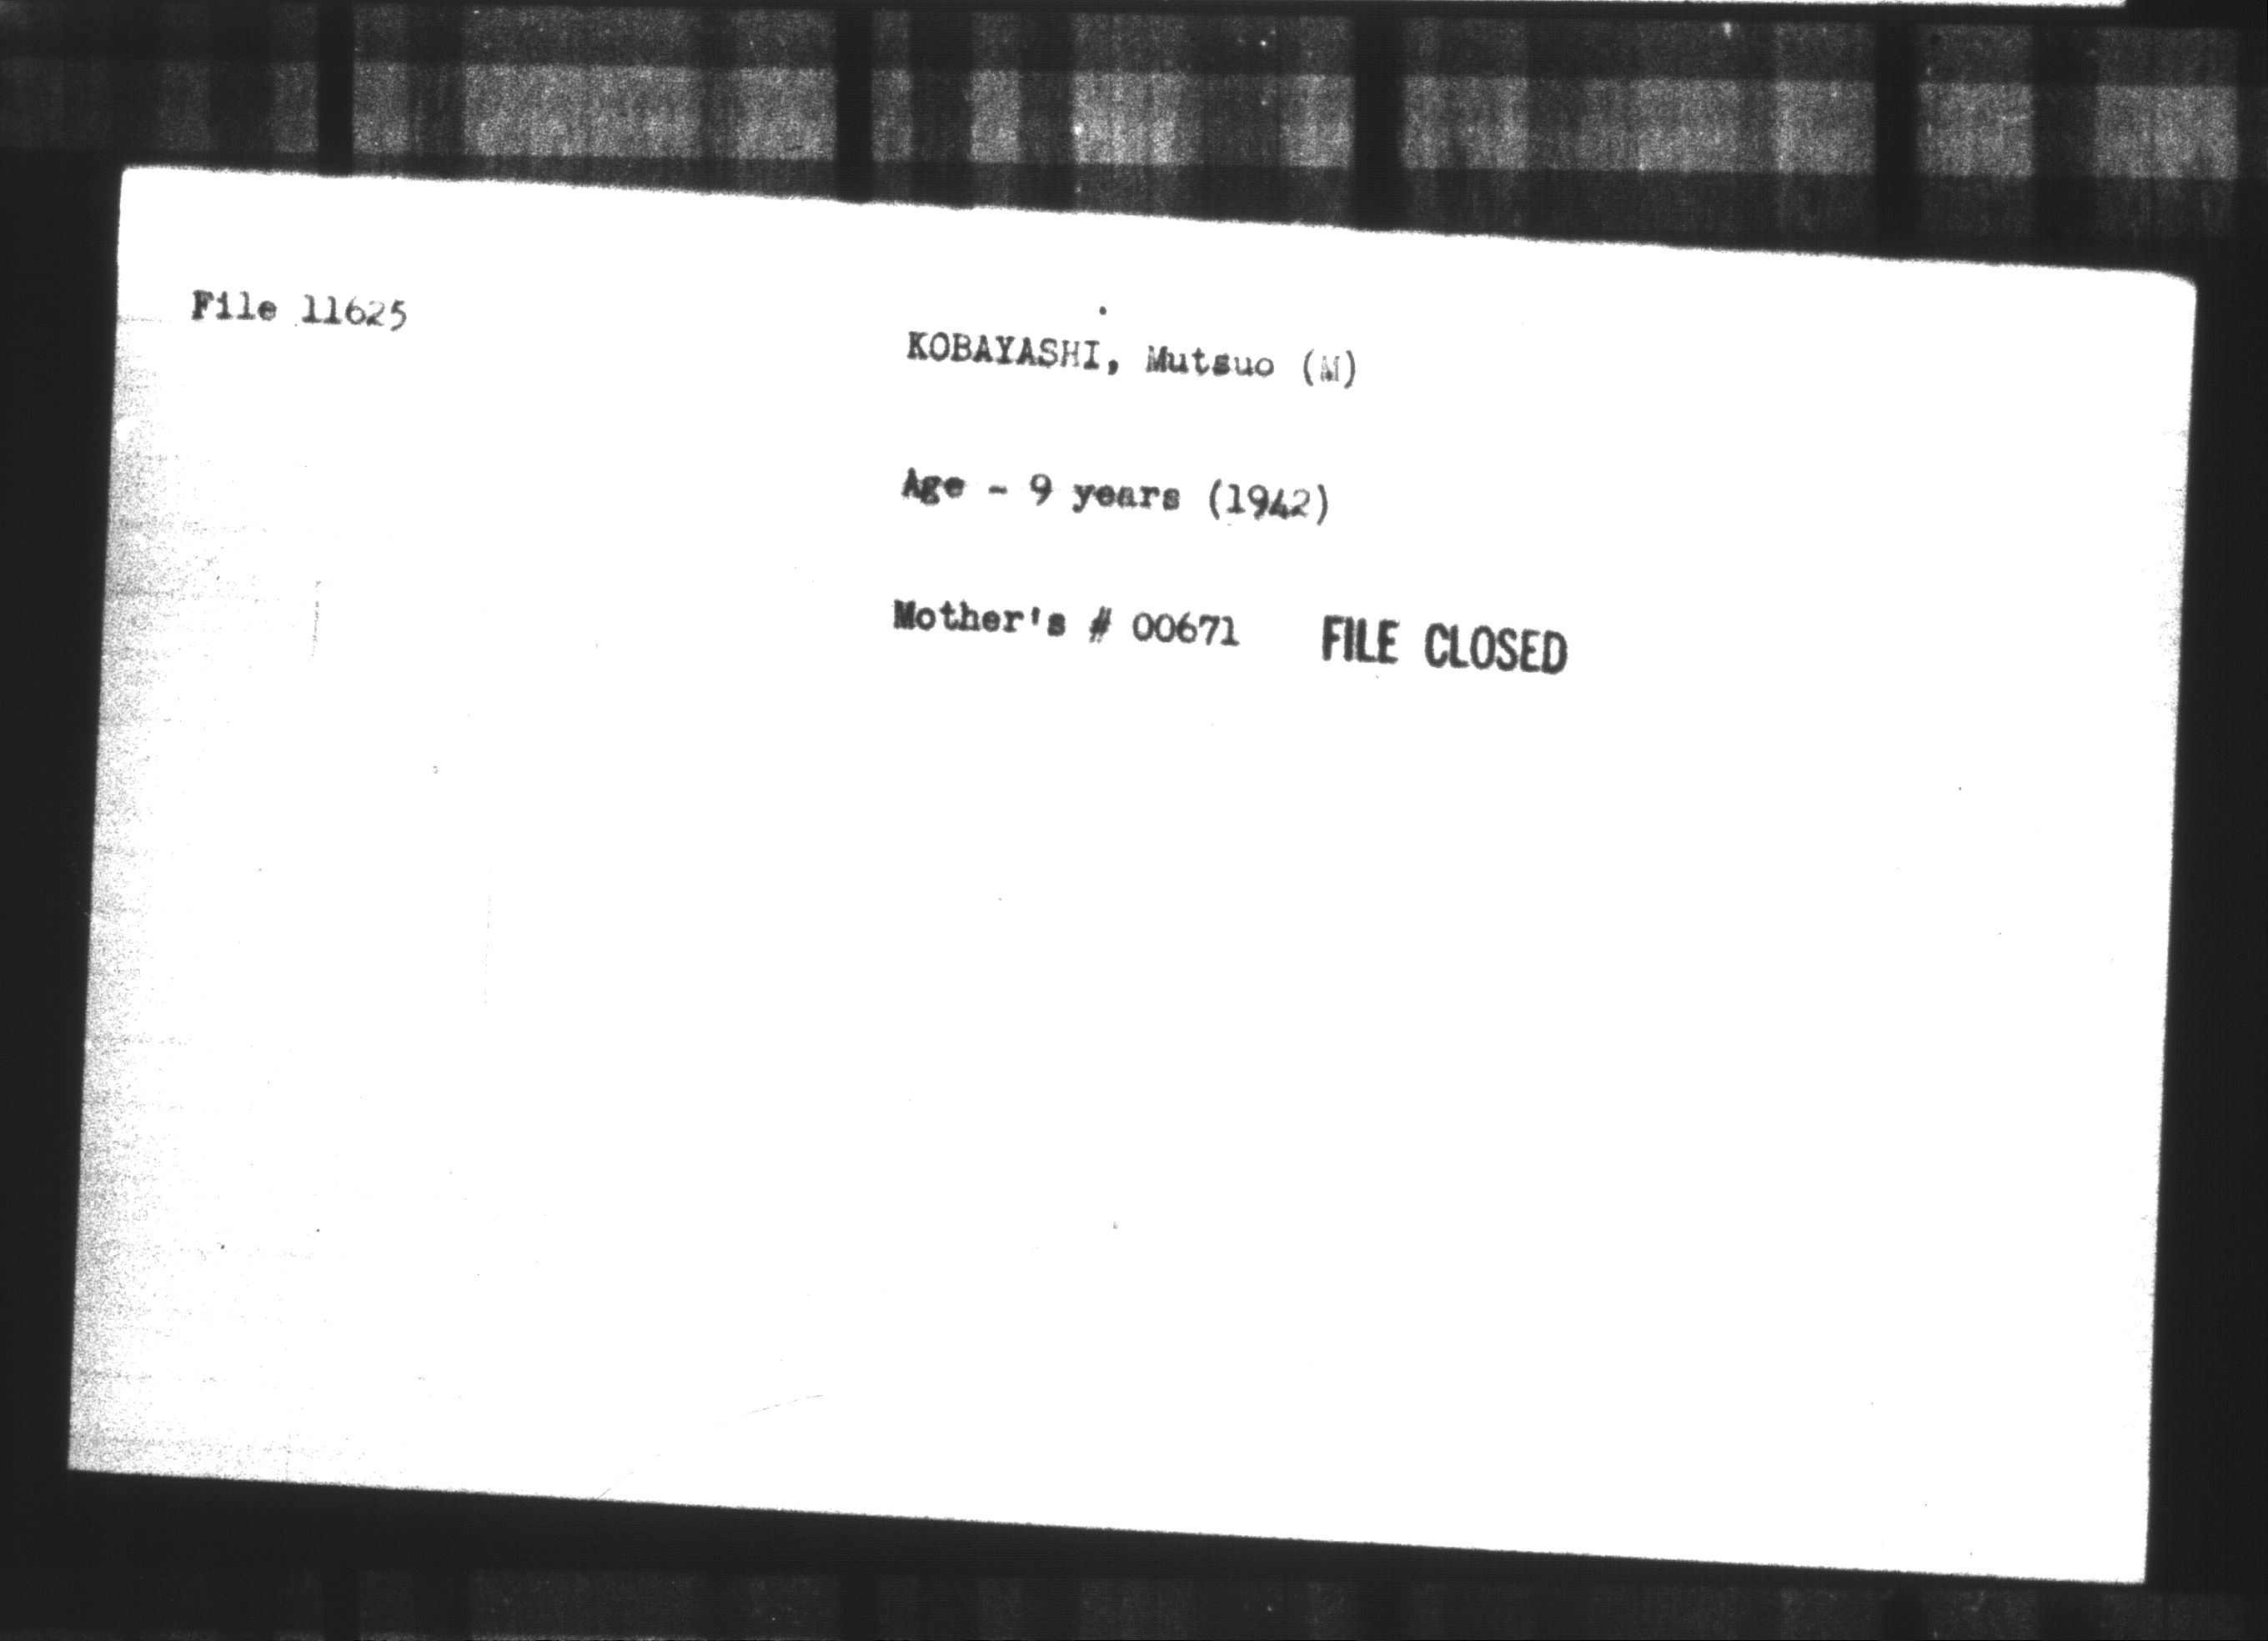 File 11625
KOBAYASHI, Mutsuo (M)
Age - 9 years (1942)
Mother's # 00671 FILE CLOSED